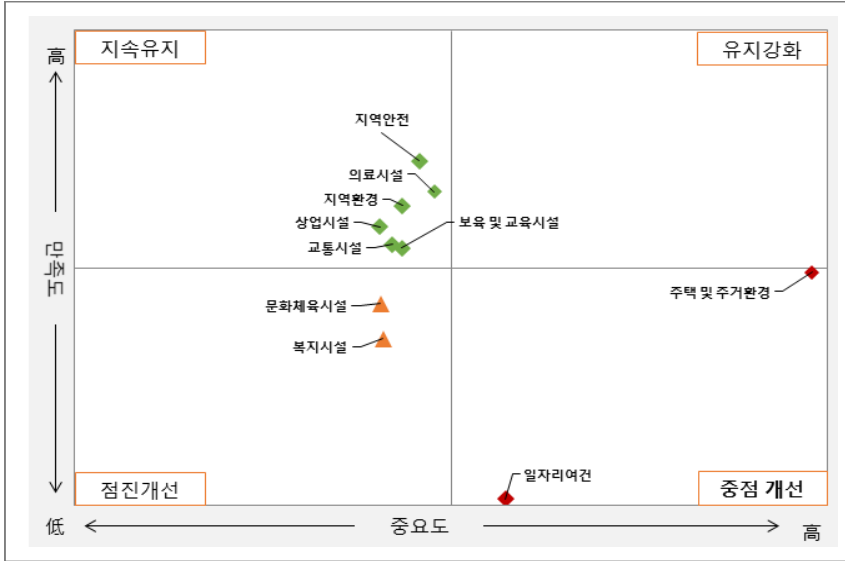 지속유지
유지강화
高
지역안전
의료시설
지역환경
상업시설
보육 및 교육시설
교통시설
만족도
주택 및 주거환경
문화체육시설
복지시설
일자리여건
점진개선
중점 개선
低
중요도
高